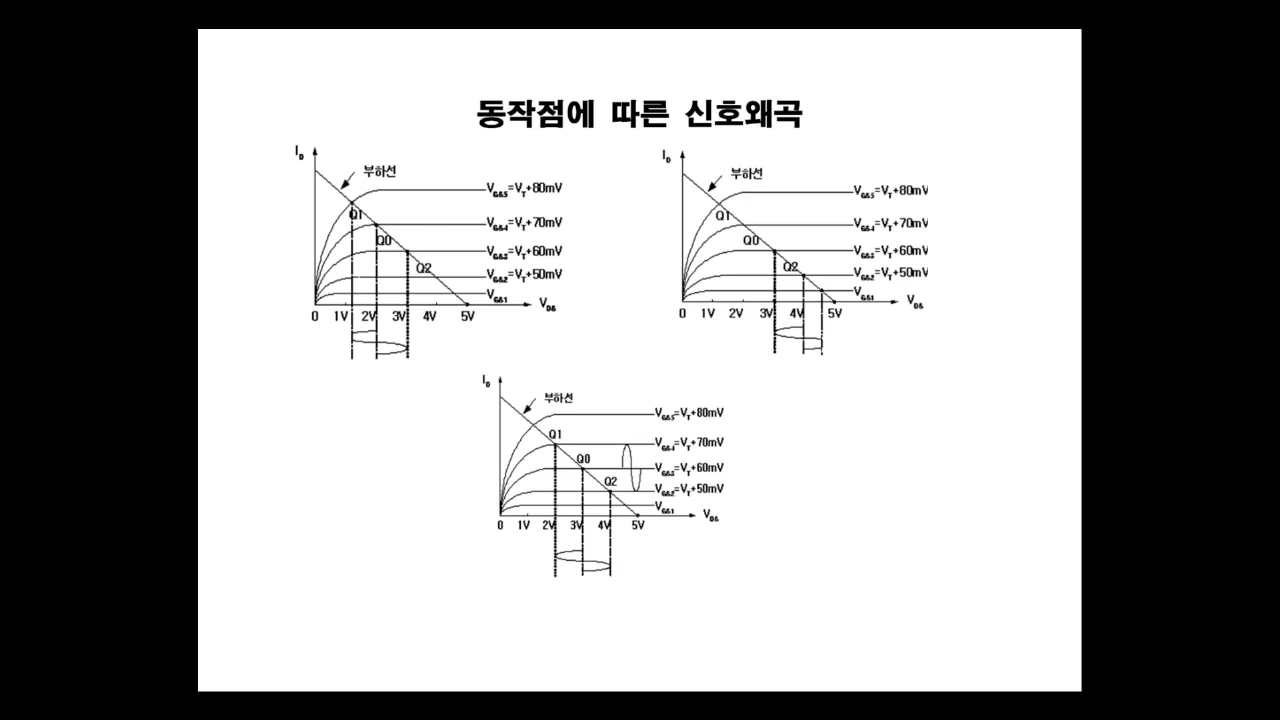 동작점에 따른 신호왜곡
I_D
부하선
V_GS5=V_T+80mV
Q1
V_GS4=V_T+70mV
Q0
V_GS3=V_T+60mV
Q2
V_GS2=V_T+50mV
V_GS1
V_DS
0 1V 2V 3V 4V 5V
I_D
부하선
V_GS5=V_T+80mV
Q1
V_GS4=V_T+70mV
Q0
V_GS3=V_T+60mV
Q2
V_GS2=V_T+50mV
V_GS1
V_DS
0 1V 2V 3V 4V 5V
I_D
부하선
V_GS5=V_T+80mV
Q1
V_GS4=V_T+70mV
Q0
V_GS3=V_T+60mV
Q2
V_GS2=V_T+50mV
V_GS1
V_DS
0 1V 2V 3V 4V 5V